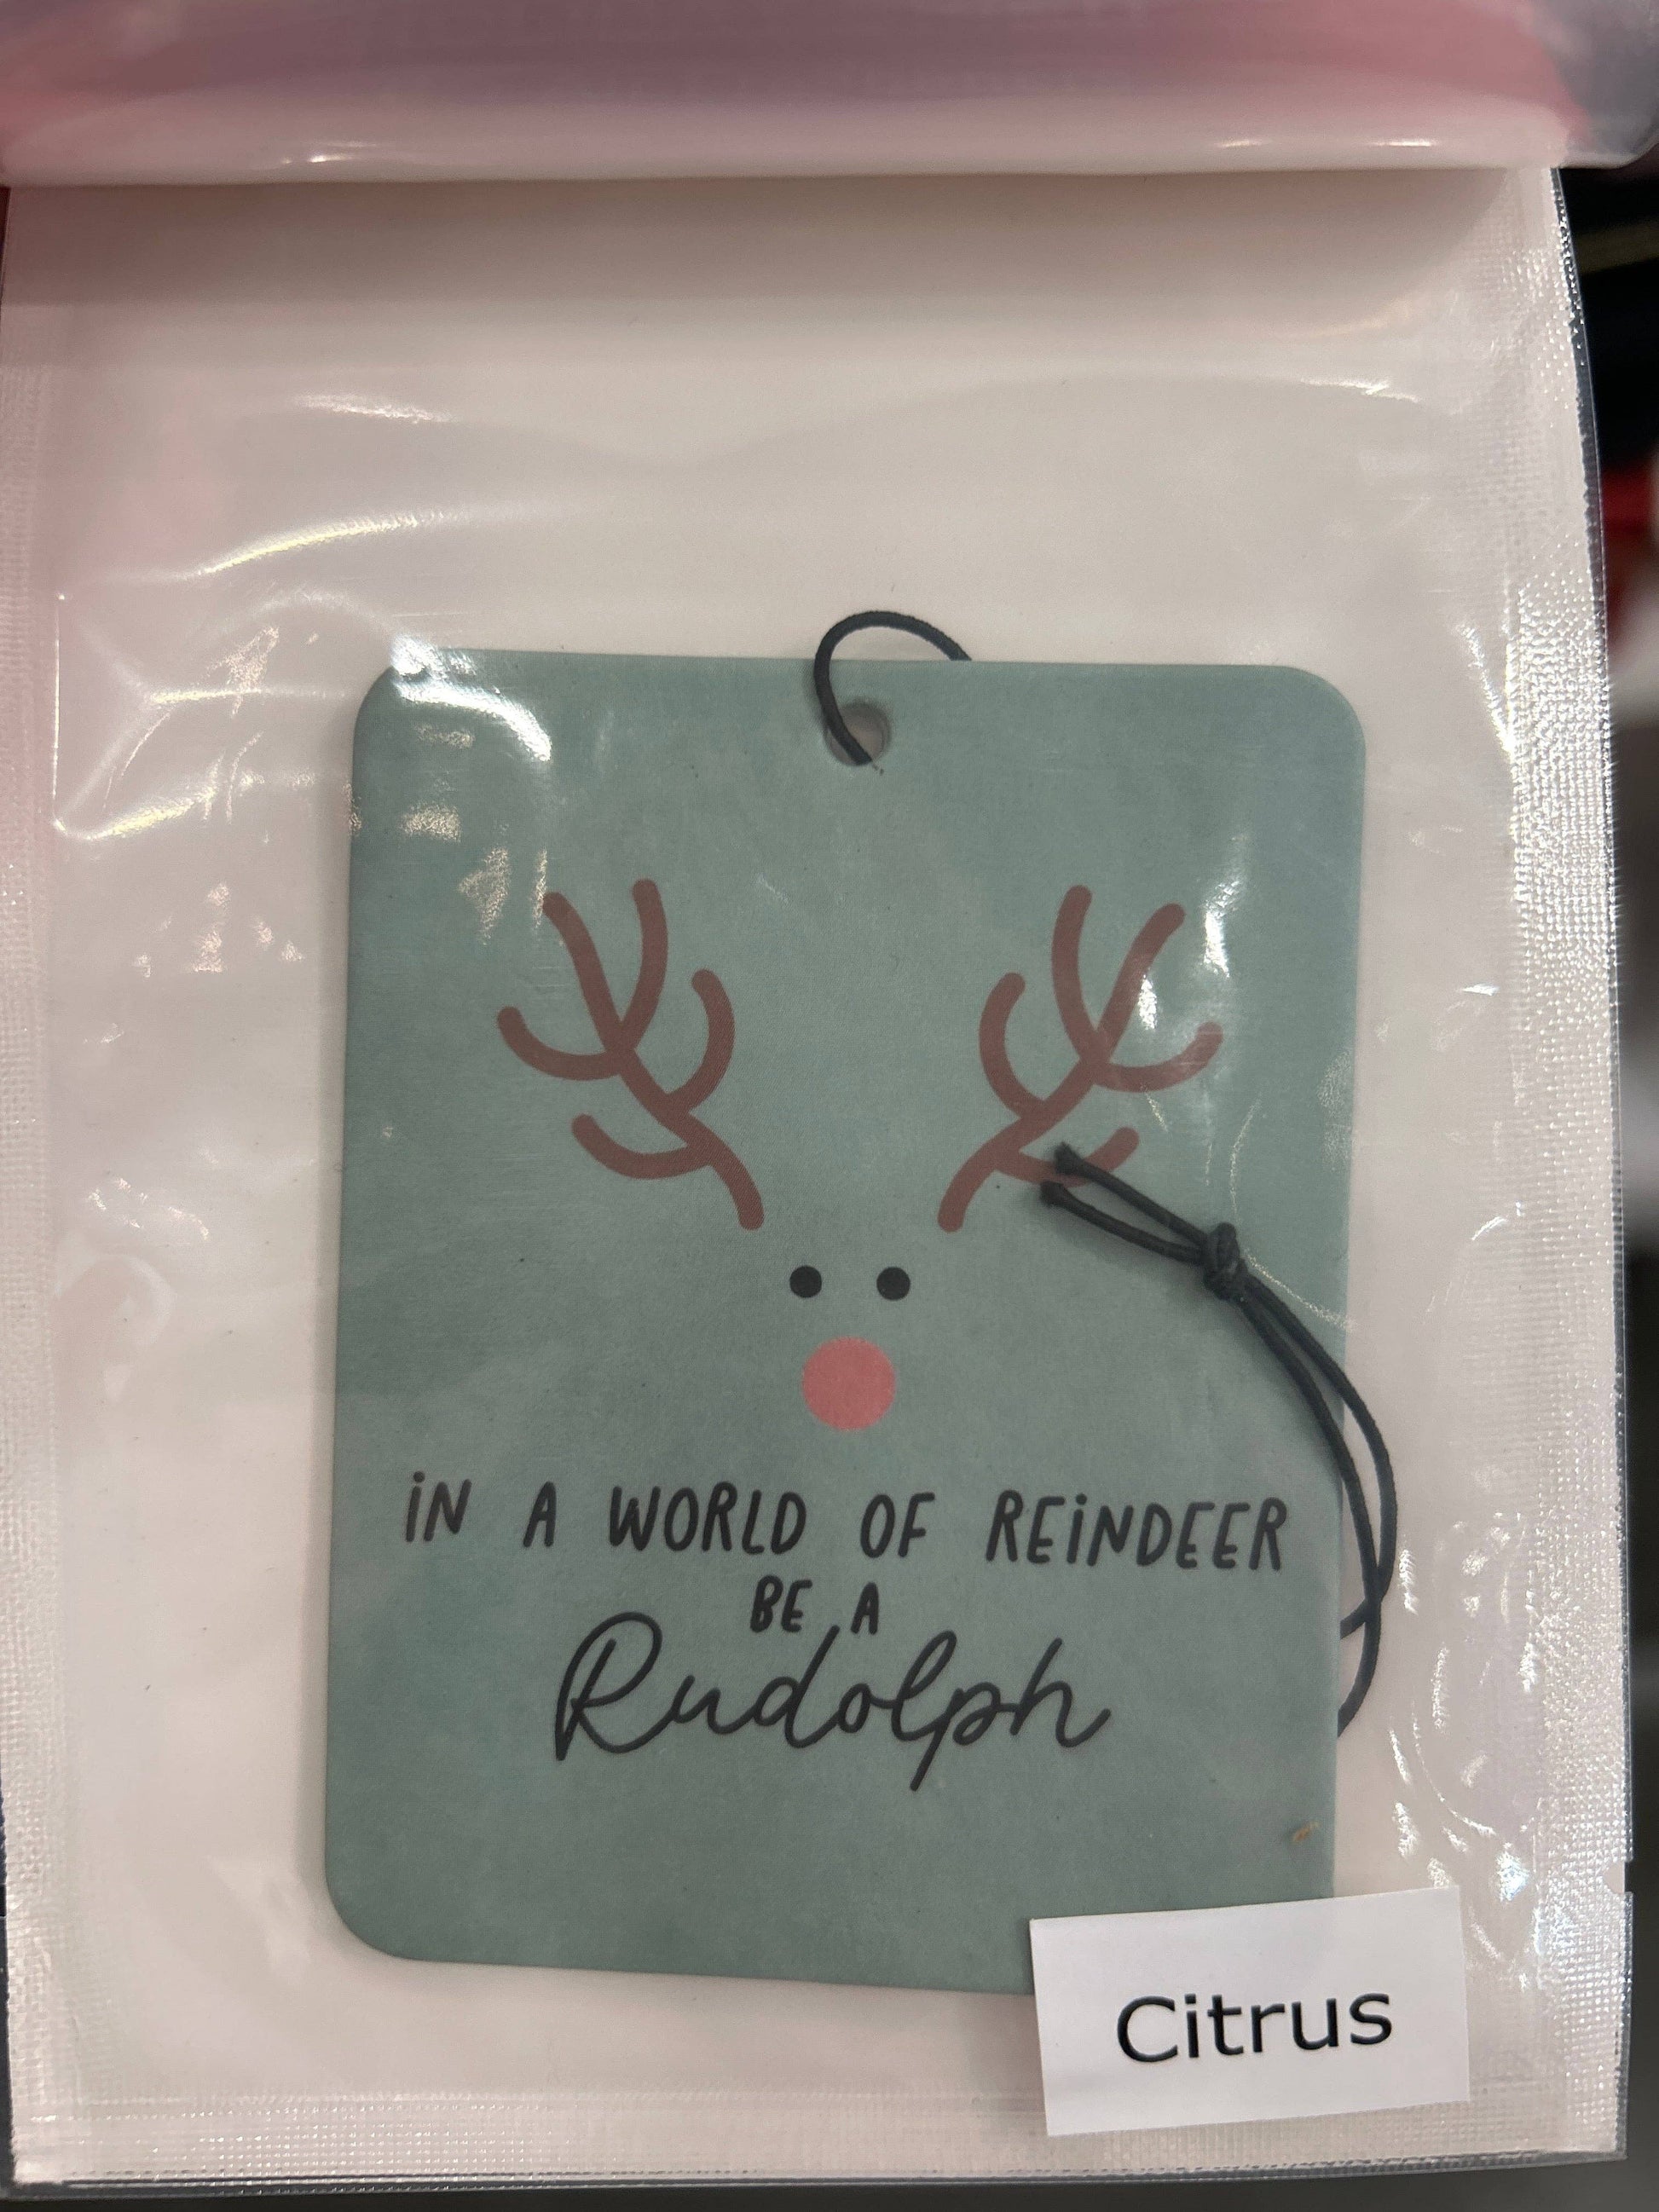 iN A WORLD OF REiNDEER
BE A
Rudolph
Citrus